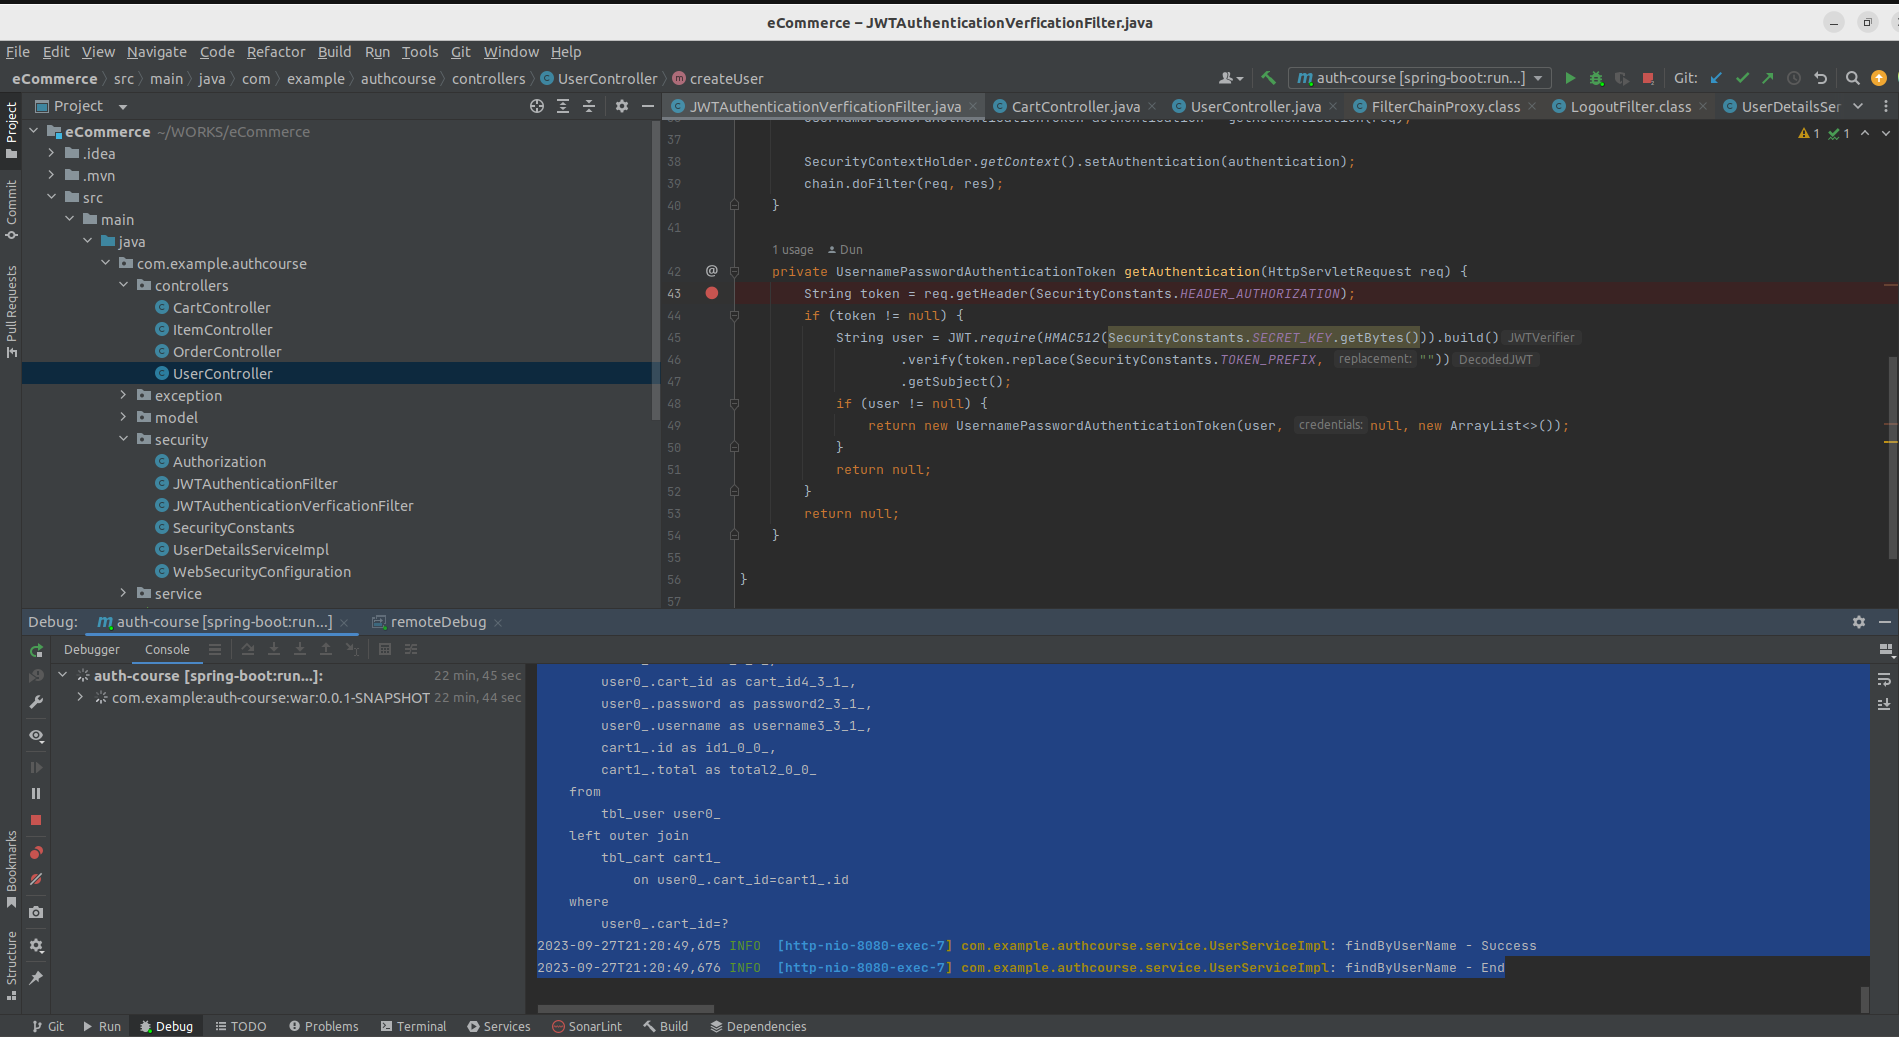 eCommerce – JWTAuthenticationVerficationFilter.java
File Edit View Navigate Code Refactor Build Run Tools Git Window Help
eCommerce src main java com example authcourse controllers UserController createUser
auth-course [spring-boot:run...] Git:
Project
JWTAuthenticationVerficationFilter.java CartController.java UserController.java FilterChainProxy.class LogoutFilter.class UserDetailsSer
eCommerce ~/WORKS/eCommerce
.idea
.mvn
src
main
java
com.example.authcourse
controllers
CartController
ItemController
OrderController
UserController
exception
model
security
Authorization
JWTAuthenticationFilter
JWTAuthenticationVerficationFilter
SecurityConstants
UserDetailsServiceImpl
WebSecurityConfiguration
service
Project
Commit
Pull Requests
Bookmarks
Structure
1 1
37
38 SecurityContextHolder.getContext().setAuthentication(authentication);
39 chain.doFilter(req, res);
40 }
41
1 usage Dun
42 @ private UsernamePasswordAuthenticationToken getAuthentication(HttpServletRequest req) {
43 String token = req.getHeader(SecurityConstants.HEADER_AUTHORIZATION);
44 if (token != null) {
45 String user = JWT.require(HMAC512(SecurityConstants.SECRET_KEY.getBytes())).build() JWTVerifier
46 .verify(token.replace(SecurityConstants.TOKEN_PREFIX, replacement: "")) DecodedJWT
47 .getSubject();
48 if (user != null) {
49 return new UsernamePasswordAuthenticationToken(user, credentials: null, new ArrayList<>());
50 }
51 return null;
52 }
53 return null;
54 }
55
56 }
57
Debug: auth-course [spring-boot:run...] remoteDebug
Debugger Console
auth-course [spring-boot:run...]: 22 min, 45 sec
com.example:auth-course:war:0.0.1-SNAPSHOT 22 min, 44 sec
user0_.cart_id as cart_id4_3_1_,
user0_.password as password2_3_1_,
user0_.username as username3_3_1_,
cart1_.id as id1_0_0_,
cart1_.total as total2_0_0_
from
tbl_user user0_
left outer join
tbl_cart cart1_
on user0_.cart_id=cart1_.id
where
user0_.cart_id=?
2023-09-27T21:20:49,675 INFO [http-nio-8080-exec-7] com.example.authcourse.service.UserServiceImpl: findByUserName - Success
2023-09-27T21:20:49,676 INFO [http-nio-8080-exec-7] com.example.authcourse.service.UserServiceImpl: findByUserName - End
Git Run Debug TODO Problems Terminal Services SonarLint Build Dependencies